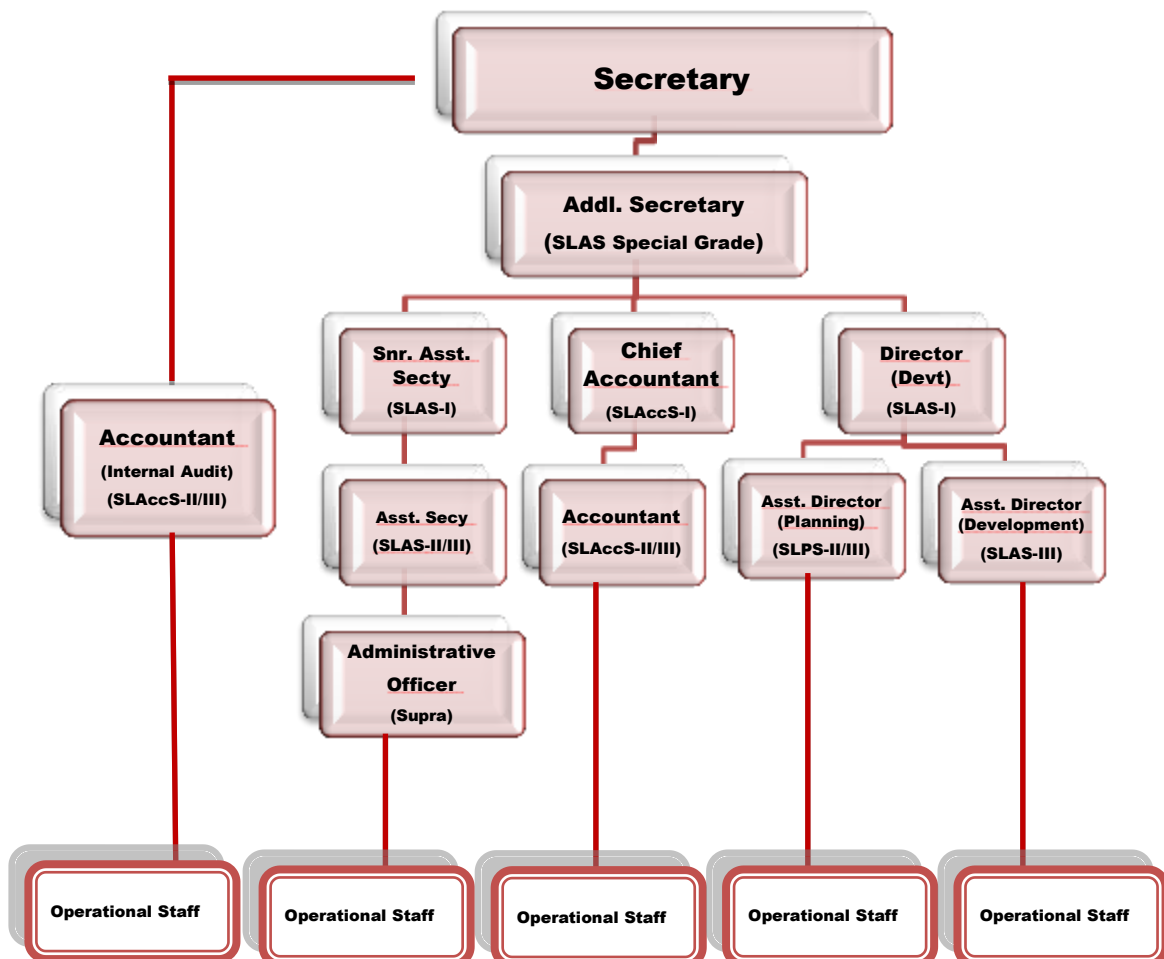 Secretary
Addl. Secretary
(SLAS Special Grade)
Snr. Asst.
Secty
(SLAS-I)
Chief
Accountant
(SLAccS-I)
Director
(Devt)
(SLAS-I)
Accountant
(Internal Audit)
(SLAccS-II/III)
Asst. Secy
(SLAS-II/III)
Accountant
(SLAccS-II/III)
Asst. Director
(Planning)
(SLPS-II/III)
Asst. Director
(Development)
(SLAS-III)
Administrative
Officer
(Supra)
Operational Staff
Operational Staff
Operational Staff
Operational Staff
Operational Staff